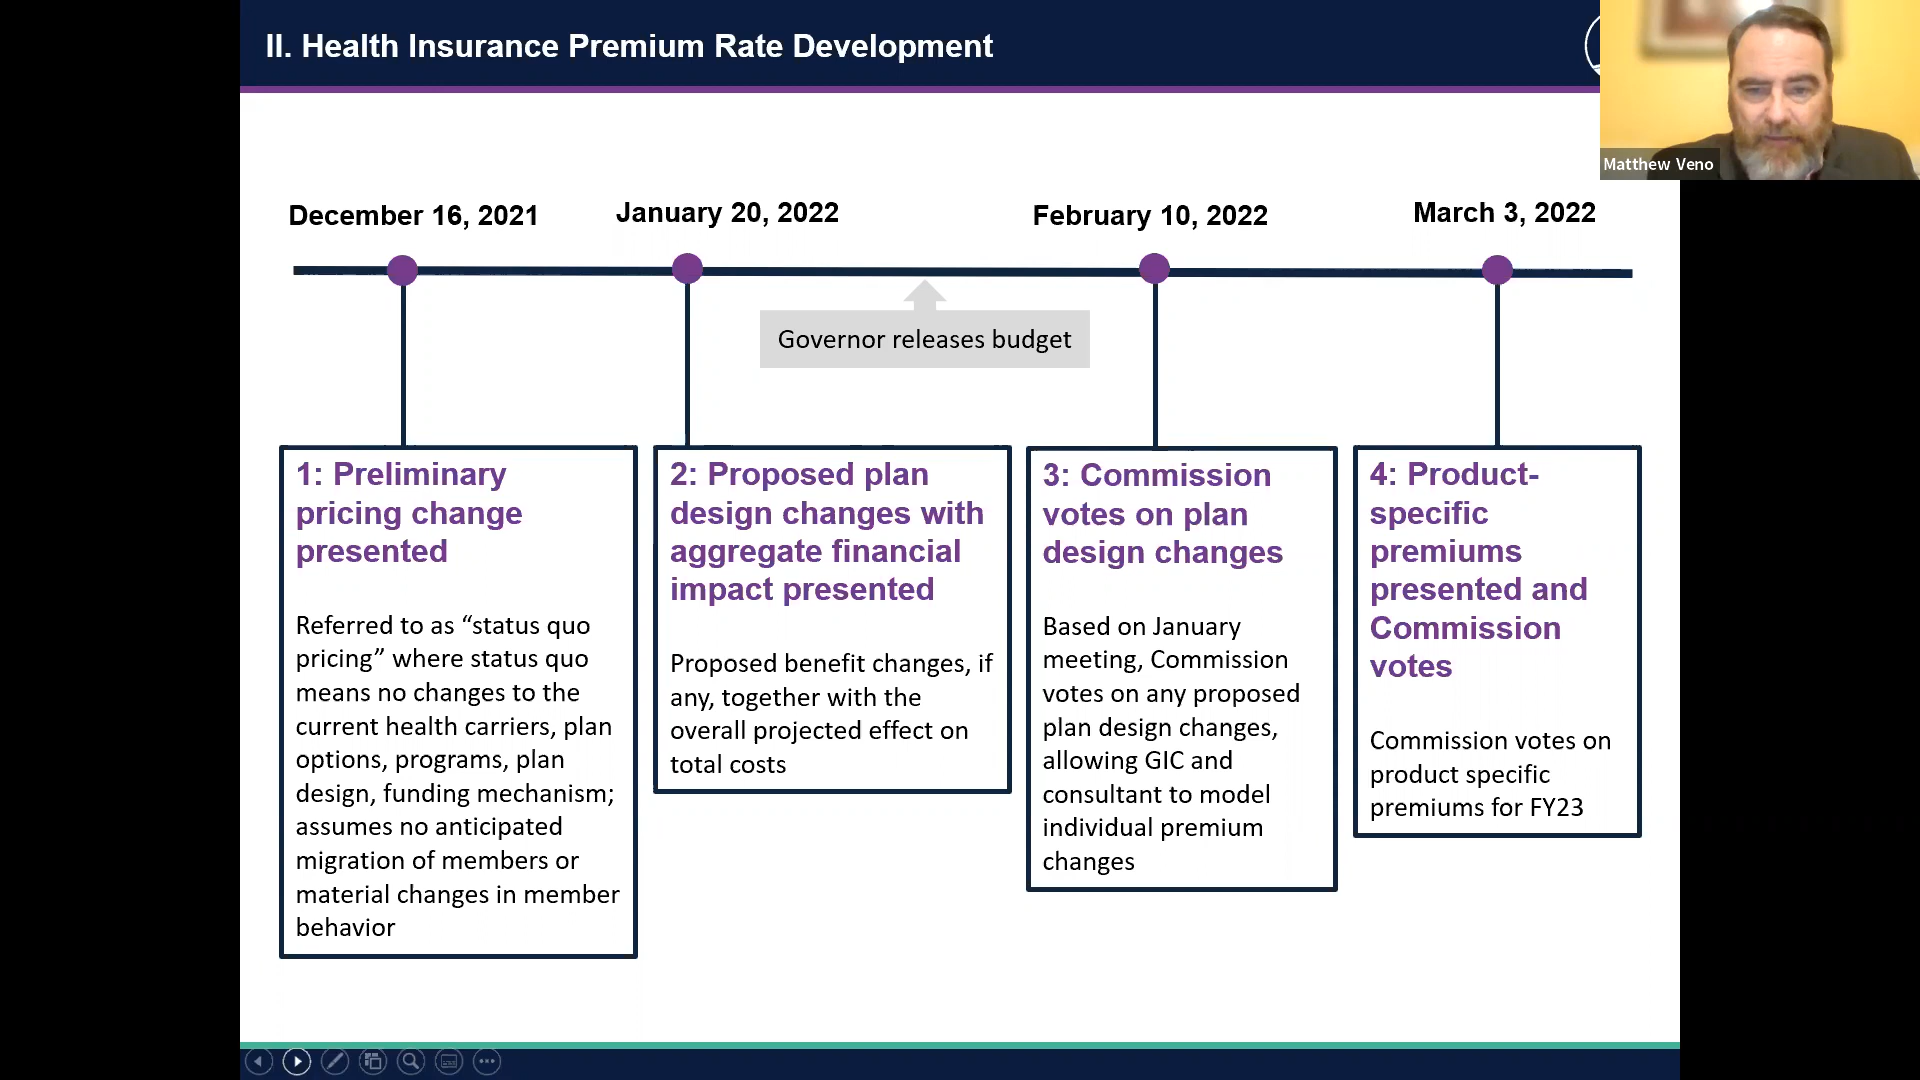 II. Health Insurance Premium Rate Development
Matthew Veno
December 16, 2021
January 20, 2022
February 10, 2022
March 3, 2022
Governor releases budget
1: Preliminary
pricing change
presented
Referred to as “status quo
pricing” where status quo
means no changes to the
current health carriers, plan
options, programs, plan
design, funding mechanism;
assumes no anticipated
migration of members or
material changes in member
behavior
2: Proposed plan
design changes with
aggregate financial
impact presented
Proposed benefit changes, if
any, together with the
overall projected effect on
total costs
3: Commission
votes on plan
design changes
Based on January
meeting, Commission
votes on any proposed
plan design changes,
allowing GIC and
consultant to model
individual premium
changes
4: Product-
specific
premiums
presented and
Commission
votes
Commission votes on
product specific
premiums for FY23